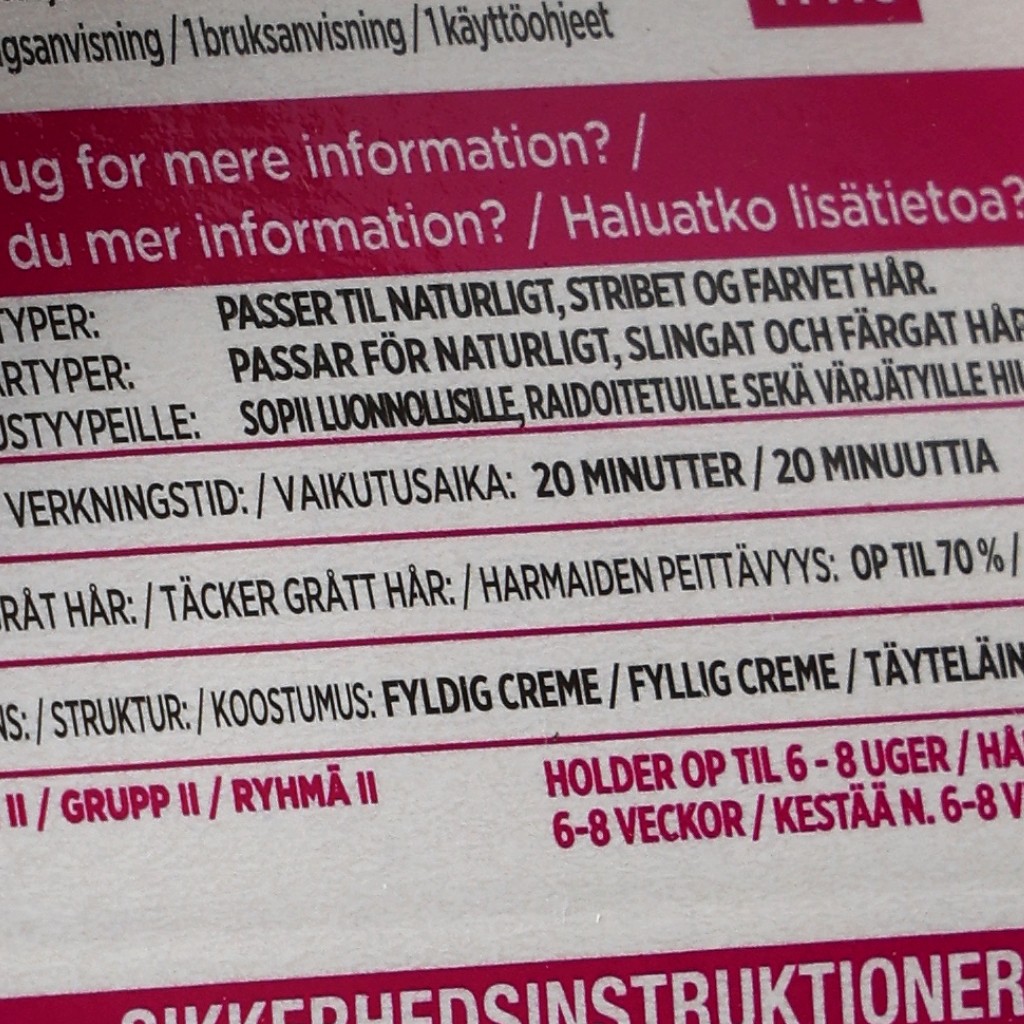 gsanvisning / 1 bruksanvisning / 1 käyttöohjeet
ug for mere information? /
du mer information? / Haluatko lisätietoa?
TYPER: PASSER TIL NATURLIGT, STRIBET OG FARVET HÅR.
RTYPER: PASSAR FÖR NATURLIGT, SLINGAT OCH FÄRGAT HÅR
USTYYPEILLE: SOPII LUONNOLLISILLE, RAIDOITETUILLE SEKÄ VÄRJÄTYILLE HIU
VERKNINGSTID: / VAIKUTUSAIKA: 20 MINUTTER / 20 MINUUTTIA
RÅT HÅR: / TÄCKER GRÅTT HÅR: / HARMAIDEN PEITTÄVYYS: OP TIL 70 % /
NS: / STRUKTUR: / KOOSTUMUS: FYLDIG CREME / FYLLIG CREME / TÄYTELÄIN
II / GRUPP II / RYHMÄ II
HOLDER OP TIL 6 - 8 UGER / HÅ
6-8 VECKOR / KESTÄÄ N. 6-8 V
SIKKERHEDSINSTRUKTIONER